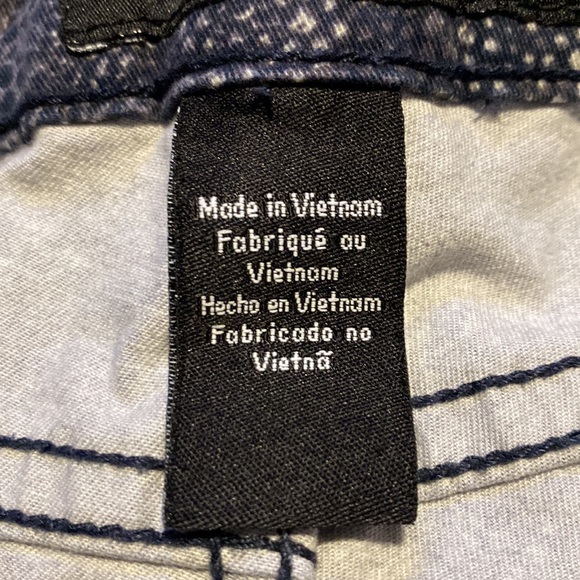 Made in Vietnam
Fabriqué au
Vietnam
Hecho en Vietnam
Fabricado no
Vietnã